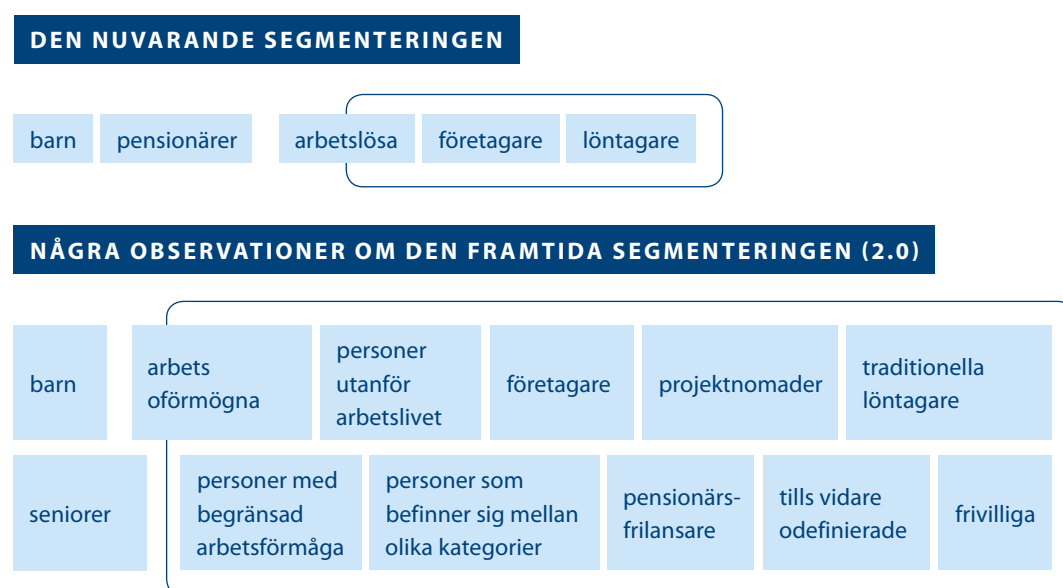 DEN NUVARANDE SEGMENTERINGEN
barn
pensionärer
arbetslösa
företagare
löntagare
NÅGRA OBSERVATIONER OM DEN FRAMTIDA SEGMENTERINGEN (2.0)
barn
arbets
oförmögna
personer
utanför
arbetslivet
företagare
projektnomader
traditionella
löntagare
seniorer
personer med
begränsad
arbetsförmåga
personer som
befinner sig mellan
olika kategorier
pensionärs-
frilansare
tills vidare
odefinierade
frivilliga